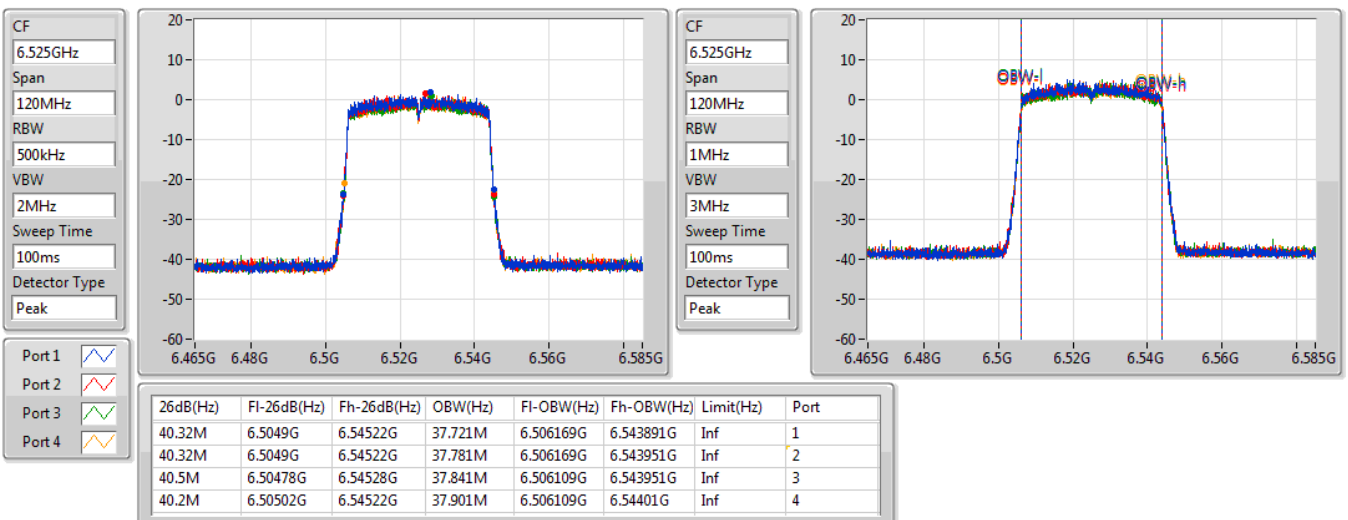 CF
6.525GHz
Span
120MHz
RBW
500kHz
VBW
2MHz
Sweep Time
100ms
Detector Type
Peak
20
10
0
-10
-20
-30
-40
-50
-60
6.465G 6.48G 6.5G 6.52G 6.54G 6.56G 6.585G
CF
6.525GHz
Span
120MHz
RBW
1MHz
VBW
3MHz
Sweep Time
100ms
Detector Type
Peak
20
10
0
-10
-20
-30
-40
-50
-60
OBW-l
OBW-h
6.465G 6.48G 6.5G 6.52G 6.54G 6.56G 6.585G
Port 1
Port 2
Port 3
Port 4
26dB(Hz) Fl-26dB(Hz) Fh-26dB(Hz) OBW(Hz) Fl-OBW(Hz) Fh-OBW(Hz) Limit(Hz) Port
40.32M 6.5049G 6.54522G 37.721M 6.506169G 6.543891G Inf 1
40.32M 6.5049G 6.54522G 37.781M 6.506169G 6.543951G Inf 2
40.5M 6.50478G 6.54528G 37.841M 6.506109G 6.543951G Inf 3
40.2M 6.50502G 6.54522G 37.901M 6.506109G 6.54401G Inf 4